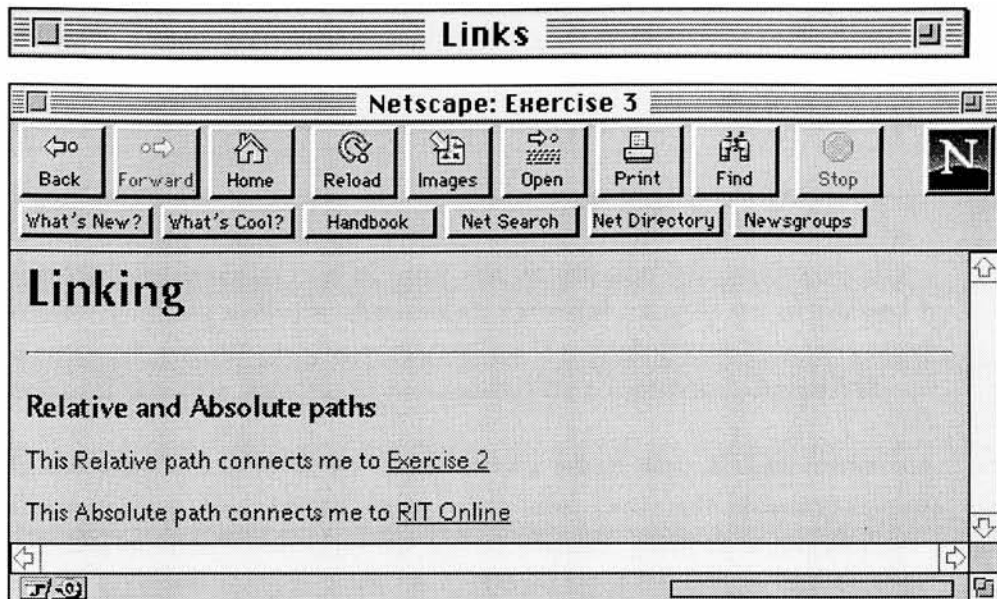 Links
Netscape: Exercise 3
Back Forward Home Reload Images Open Print Find Stop N
What's New? What's Cool? Handbook Net Search Net Directory Newsgroups
Linking
Relative and Absolute paths
This Relative path connects me to Exercise 2
This Absolute path connects me to RIT Online